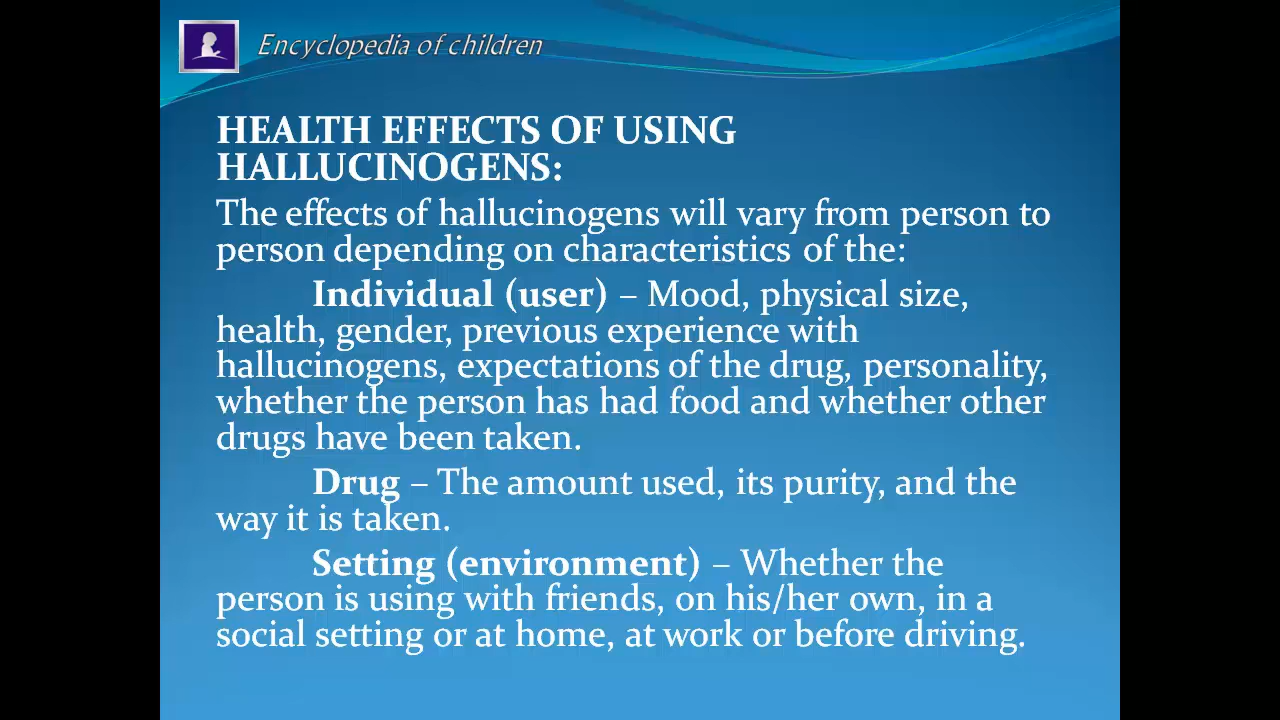 Encyclopedia of children
HEALTH EFFECTS OF USING
HALLUCINOGENS:
The effects of hallucinogens will vary from person to
person depending on characteristics of the:
Individual (user) – Mood, physical size,
health, gender, previous experience with
hallucinogens, expectations of the drug, personality,
whether the person has had food and whether other
drugs have been taken.
Drug – The amount used, its purity, and the
way it is taken.
Setting (environment) – Whether the
person is using with friends, on his/her own, in a
social setting or at home, at work or before driving.